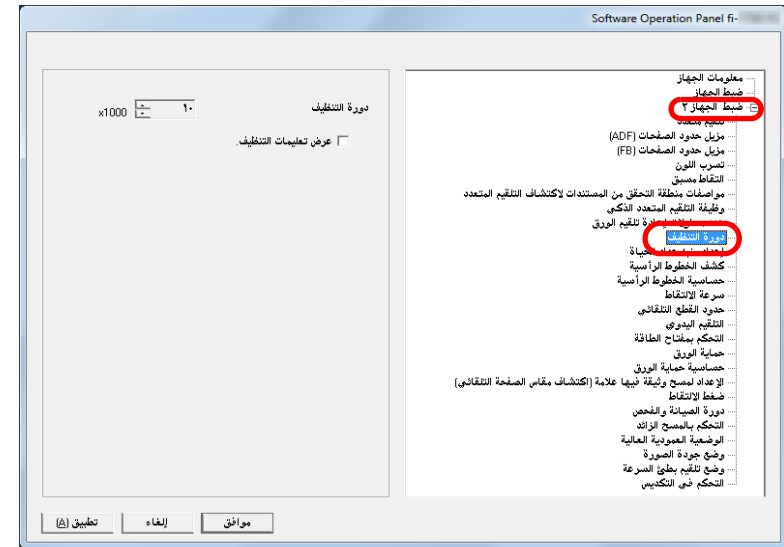 Software Operation Panel fi-
معلومات الجهاز
ضبط الجهاز
ضبط الجهاز ٢
تلقيم متعدد
مزيل حدود الصفحات (ADF)
مزيل حدود الصفحات (FB)
تسرب اللون
التقاط مسبق
مواصفات منطقة التحقق من المستندات لاكتشاف التلقيم المتعدد
وظيفة التلقيم المتعدد الذكي
تلقيم الورق
دورة التنظيف
كشف الخطوط الرأسية
حساسية الخطوط الرأسية
سرعة الالتقاط
حدود القطع التلقائي
التلقيم اليدوي
التحكم بمفتاح الطاقة
حماية الورق
حساسية حماية الورق
الإعداد لمسح وثيقة فيها علامة (اكتشاف مقاس الصفحة التلقائي)
ضغط الالتقاط
دورة الصيانة والفحص
التحكم بالمسح الزائد
الوضعية العمودية العالية
وضع جودة الصورة
وضع تلقيم بطئ السرعة
التحكم في التكديس
دورة التنظيف
١٠ x1000
عرض تعليمات التنظيف.
موافق
إلغاء
تطبيق (A)